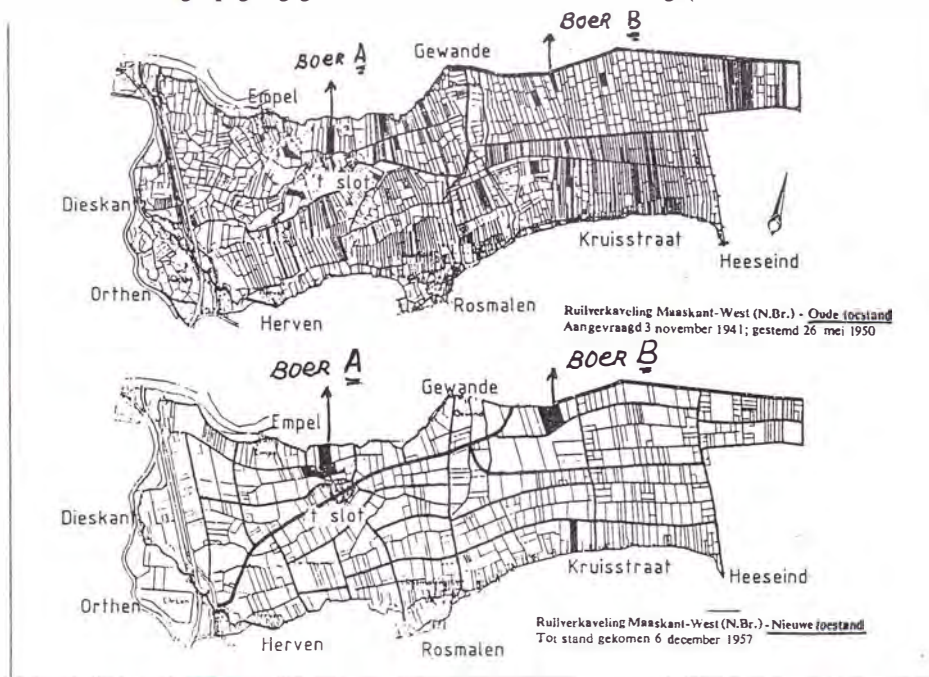 BOER B
Gewande
BOER A
Empel
't slot
Dieskant
Kruisstraat
Heeseind
Orthen
Rosmalen
Herven
Ruilverkaveling Maaskant-West (N.Br.) - Oude toestand
Aangevraagd 3 november 1941; gestemd 26 mei 1950
BOER A
BOER B
Gewande
Empel
Dieskant
't slot
Kruisstraat
Heeseind
Orthen
Herven
Rosmalen
Ruilverkaveling Maaskant-West (N.Br.) - Nieuwe toestand
Tot stand gekomen 6 december 1957